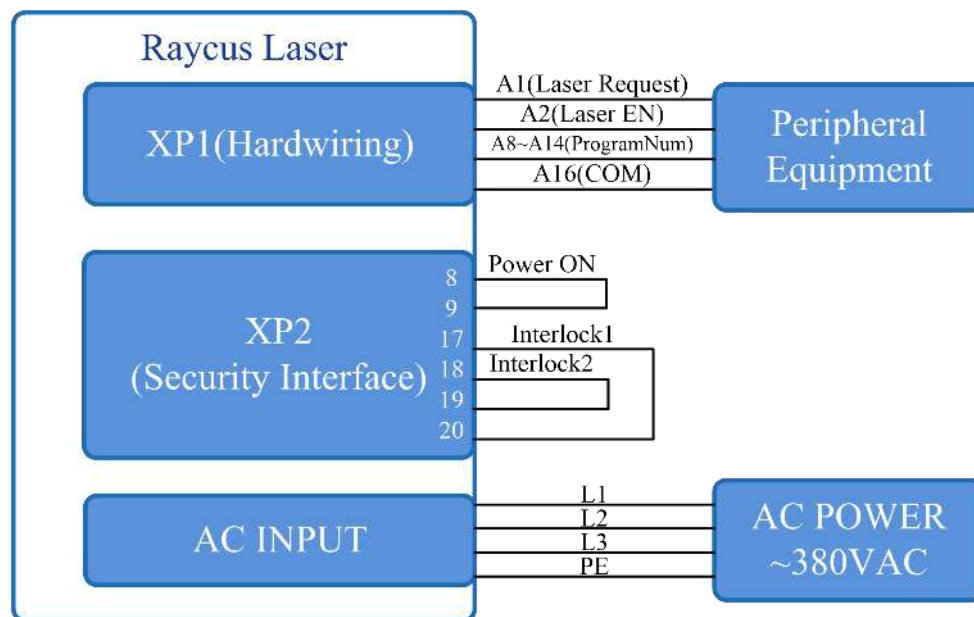 Raycus Laser
XP1(Hardwiring)
A1(Laser Request)
A2(Laser EN)
A8~A14(ProgramNum)
A16(COM)
Peripheral
Equipment
XP2
(Security Interface)
8
9
17
18
19
20
Power ON
Interlock1
Interlock2
AC INPUT
L1
L2
L3
PE
AC POWER
~380VAC